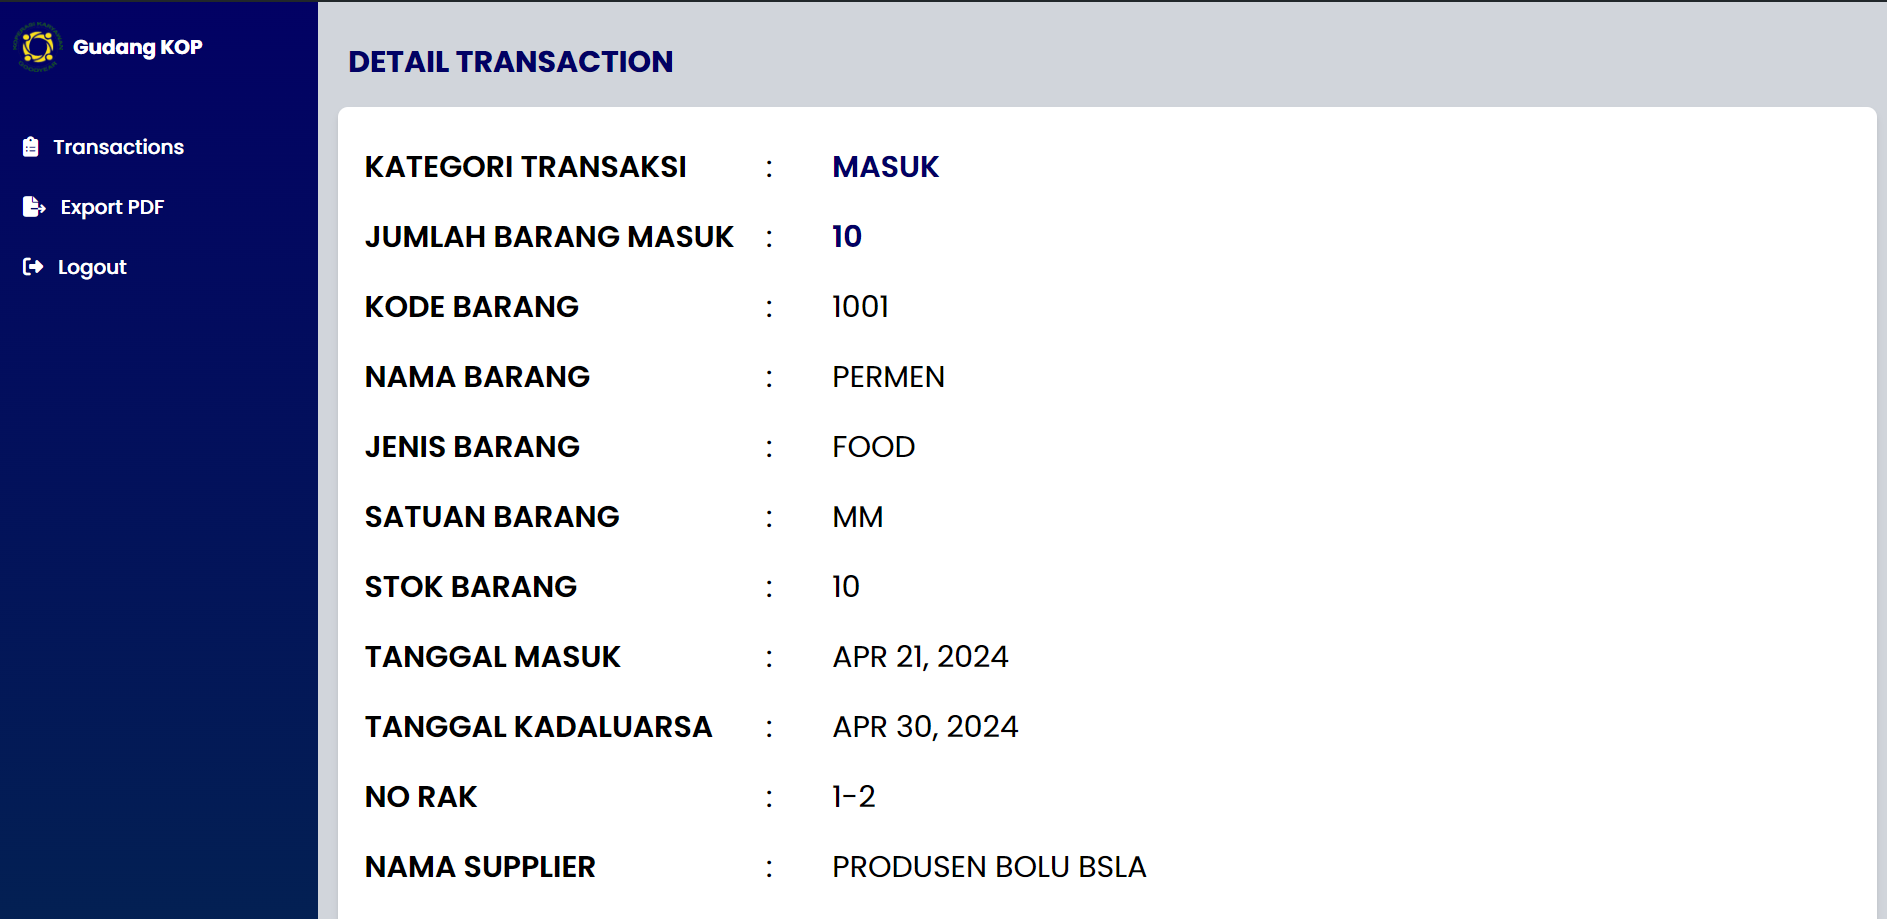 Gudang KOP
Transactions
Export PDF
Logout
DETAIL TRANSACTION
KATEGORI TRANSAKSI : MASUK
JUMLAH BARANG MASUK : 10
KODE BARANG : 1001
NAMA BARANG : PERMEN
JENIS BARANG : FOOD
SATUAN BARANG : MM
STOK BARANG : 10
TANGGAL MASUK : APR 21, 2024
TANGGAL KADALUARSA : APR 30, 2024
NO RAK : 1-2
NAMA SUPPLIER : PRODUSEN BOLU BSLA